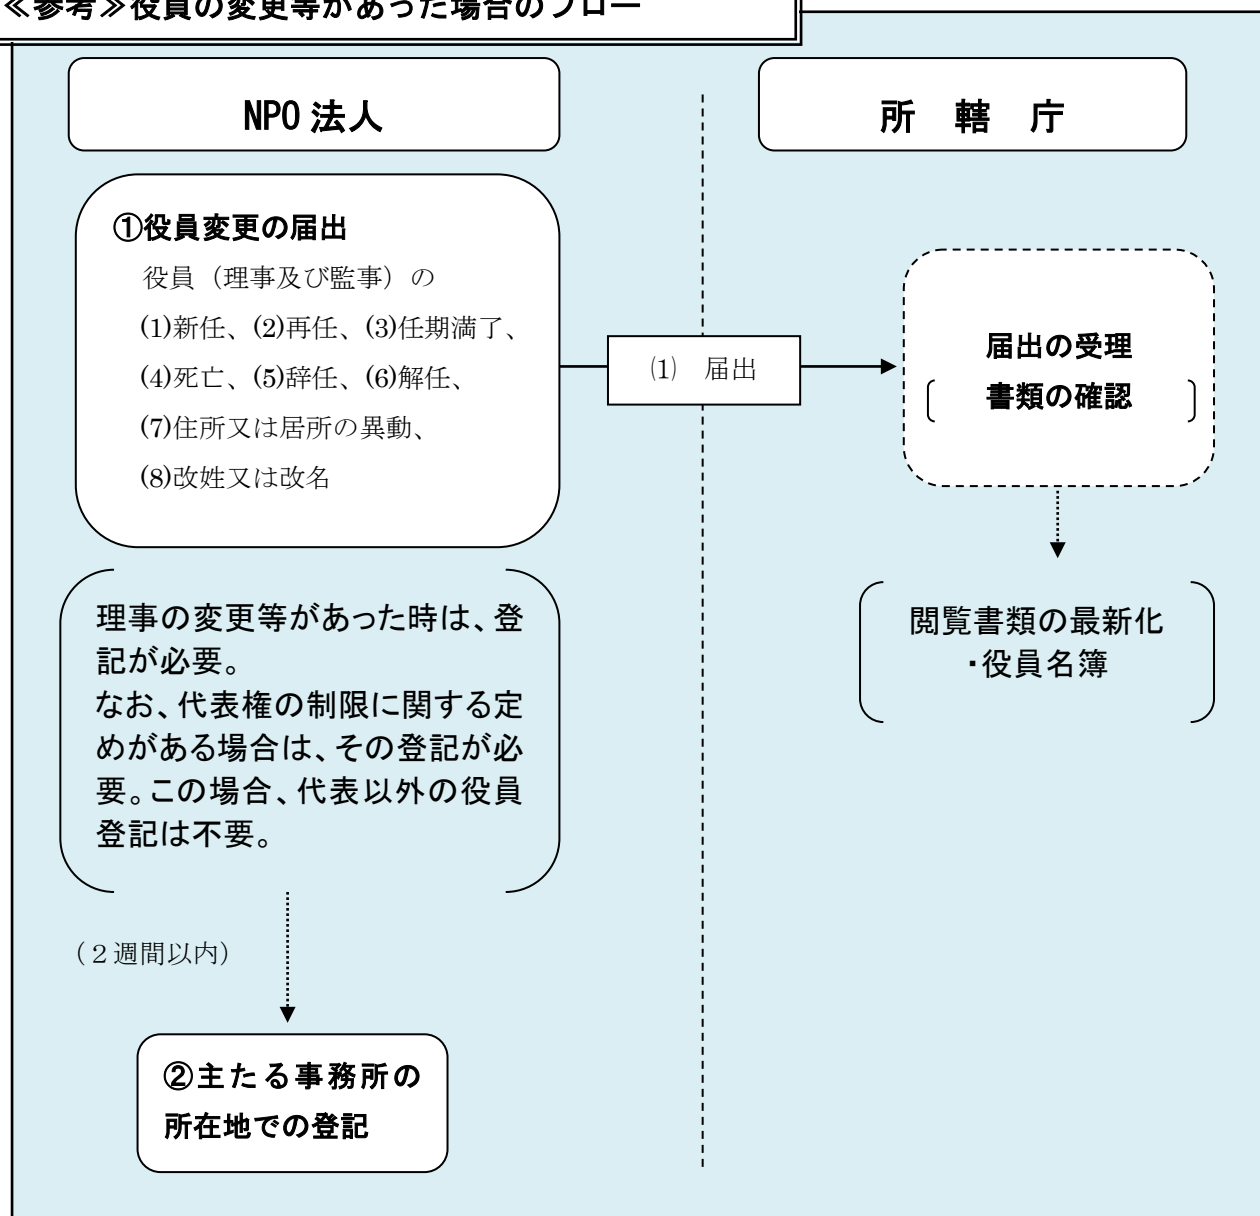 ≪参考≫役員の変更等があった場合のフロー
NPO 法人
所　轄　庁
①役員変更の届出
役員（理事及び監事）の
(1)新任、(2)再任、(3)任期満了、
(4)死亡、(5)辞任、(6)解任、
(7)住所又は居所の異動、
(8)改姓又は改名
⑴　届出
届出の受理
書類の確認
理事の変更等があった時は、登
記が必要。
なお、代表権の制限に関する定
めがある場合は、その登記が必
要。この場合、代表以外の役員
登記は不要。
閲覧書類の最新化
・役員名簿
（２週間以内）
②主たる事務所の
所在地での登記